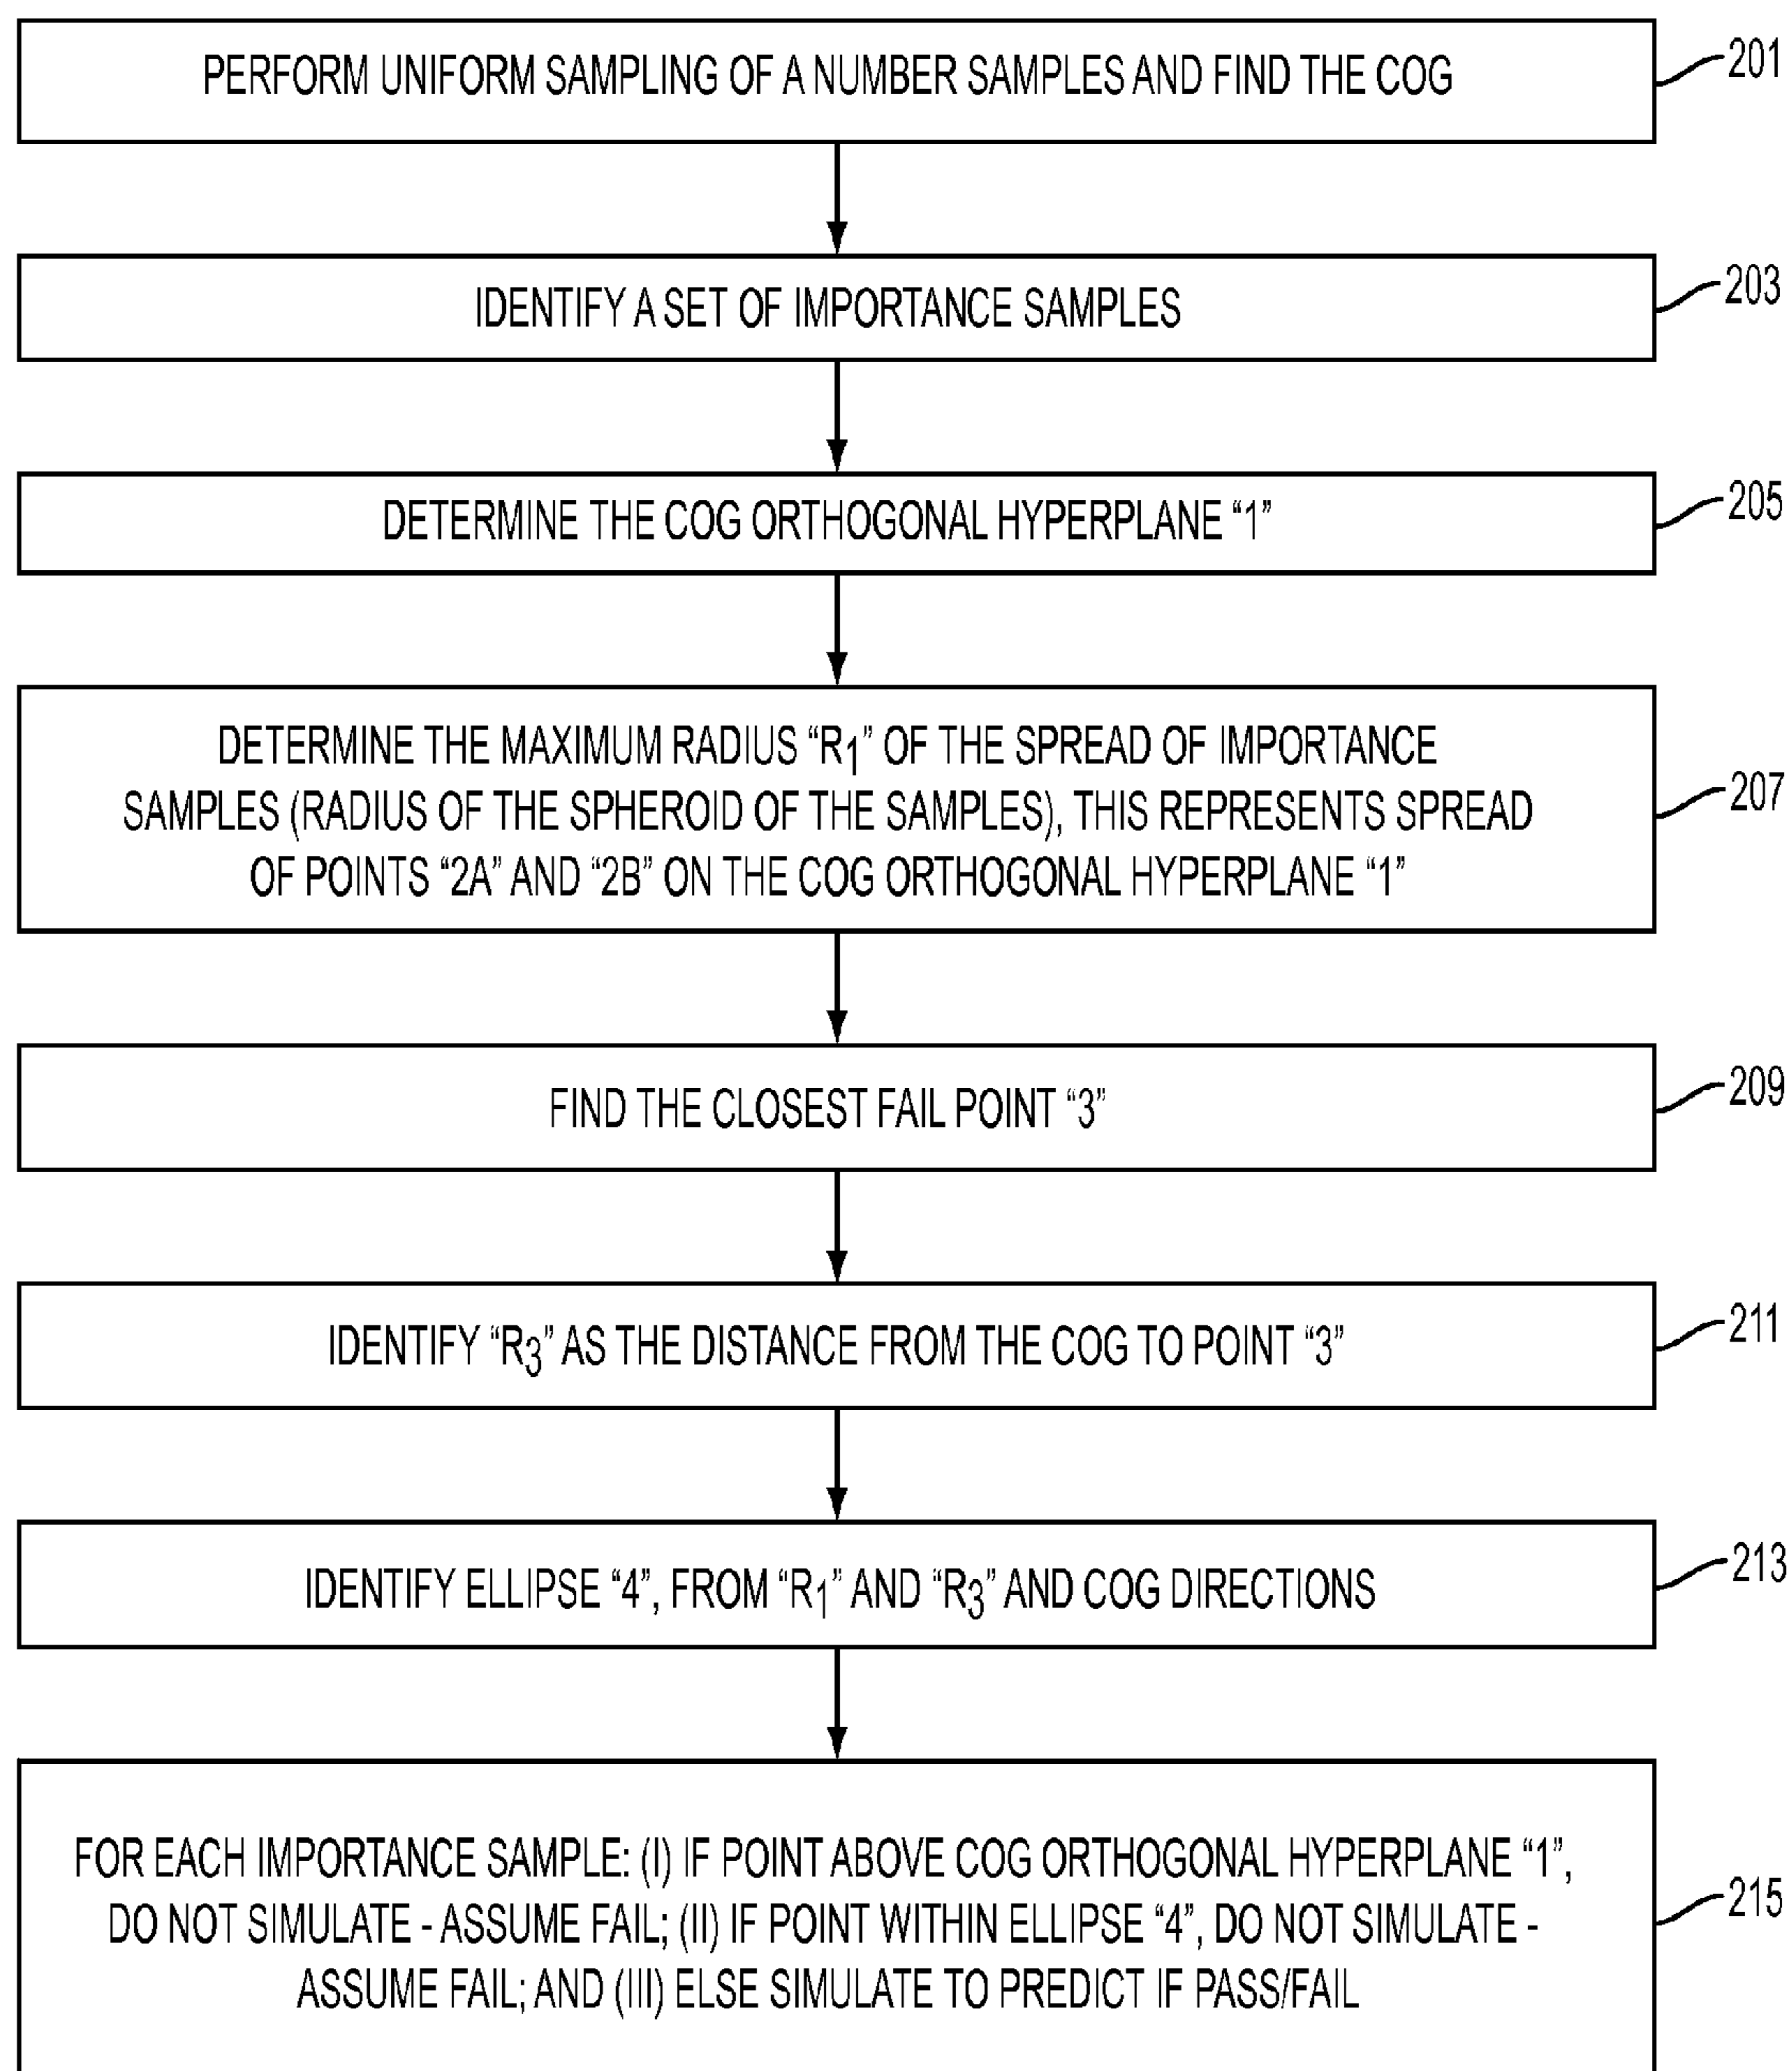 PERFORM UNIFORM SAMPLING OF A NUMBER SAMPLES AND FIND THE COG
201
IDENTIFY A SET OF IMPORTANCE SAMPLES
203
DETERMINE THE COG ORTHOGONAL HYPERPLANE “1”
205
DETERMINE THE MAXIMUM RADIUS “R1” OF THE SPREAD OF IMPORTANCE
SAMPLES (RADIUS OF THE SPHEROID OF THE SAMPLES), THIS REPRESENTS SPREAD
OF POINTS “2A” AND “2B” ON THE COG ORTHOGONAL HYPERPLANE “1”
207
FIND THE CLOSEST FAIL POINT “3”
209
IDENTIFY “R3” AS THE DISTANCE FROM THE COG TO POINT “3”
211
IDENTIFY ELLIPSE “4”, FROM “R1” AND “R3” AND COG DIRECTIONS
213
FOR EACH IMPORTANCE SAMPLE: (I) IF POINT ABOVE COG ORTHOGONAL HYPERPLANE “1”,
DO NOT SIMULATE - ASSUME FAIL; (II) IF POINT WITHIN ELLIPSE “4”, DO NOT SIMULATE -
ASSUME FAIL; AND (III) ELSE SIMULATE TO PREDICT IF PASS/FAIL
215